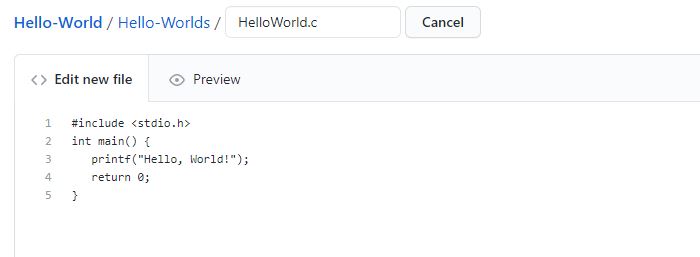 Hello-World / Hello-Worlds / HelloWorld.c Cancel
<> Edit new file Preview
1 #include <stdio.h>
2 int main() {
3    printf("Hello, World!");
4    return 0;
5 }